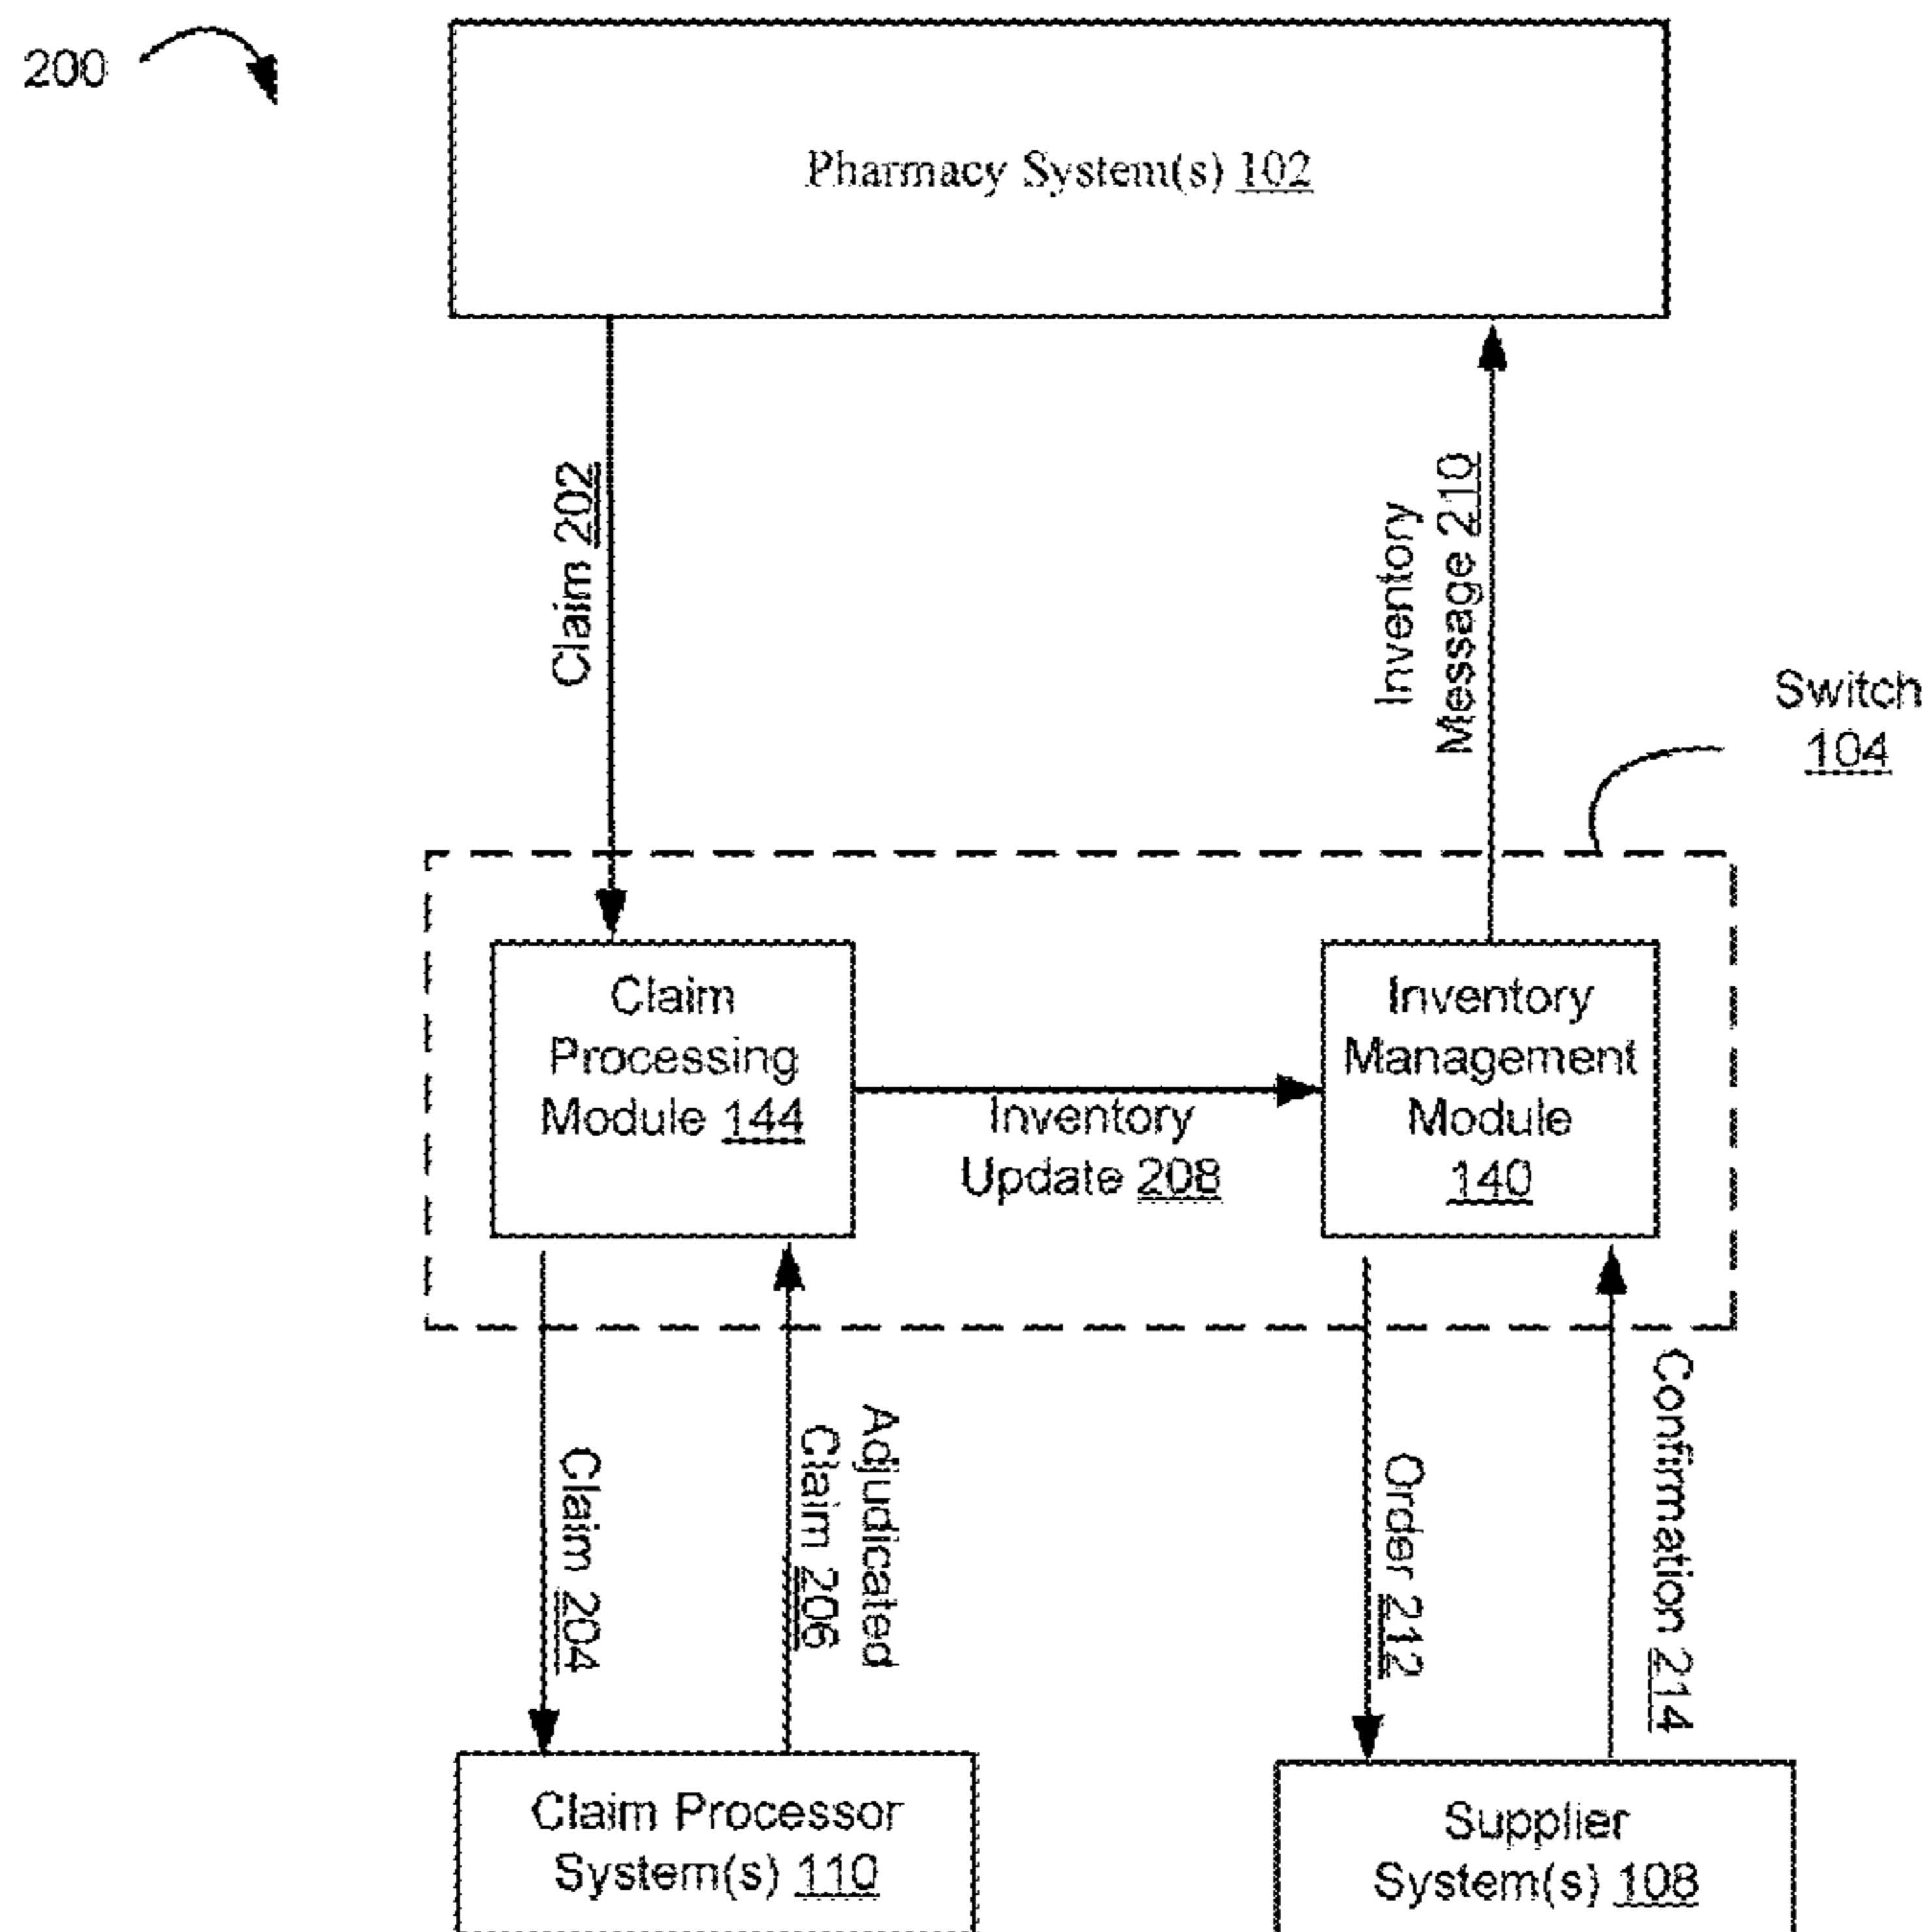 200
Pharmacy System(s) 102
Claim 202
Inventory
Message 210
Switch
104
Claim
Processing
Module 144
Inventory
Update 208
Inventory
Management
Module
140
Claim 204
Adjudicated
Claim 206
Order 212
Confirmation 214
Claim Processor
System(s) 110
Supplier
System(s) 108